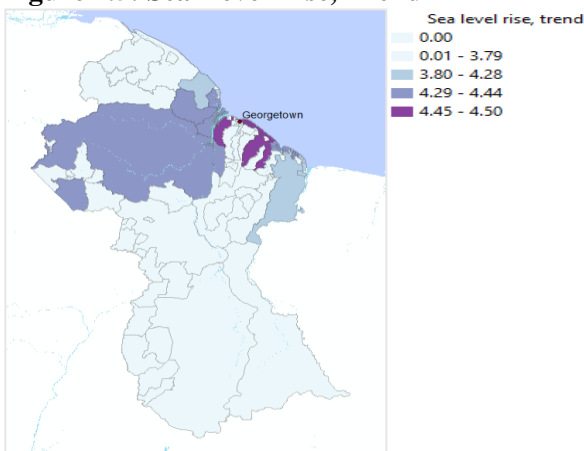 Sea level rise, trend
0.00
0.01 - 3.79
3.80 - 4.28
4.29 - 4.44
4.45 - 4.50
Georgetown